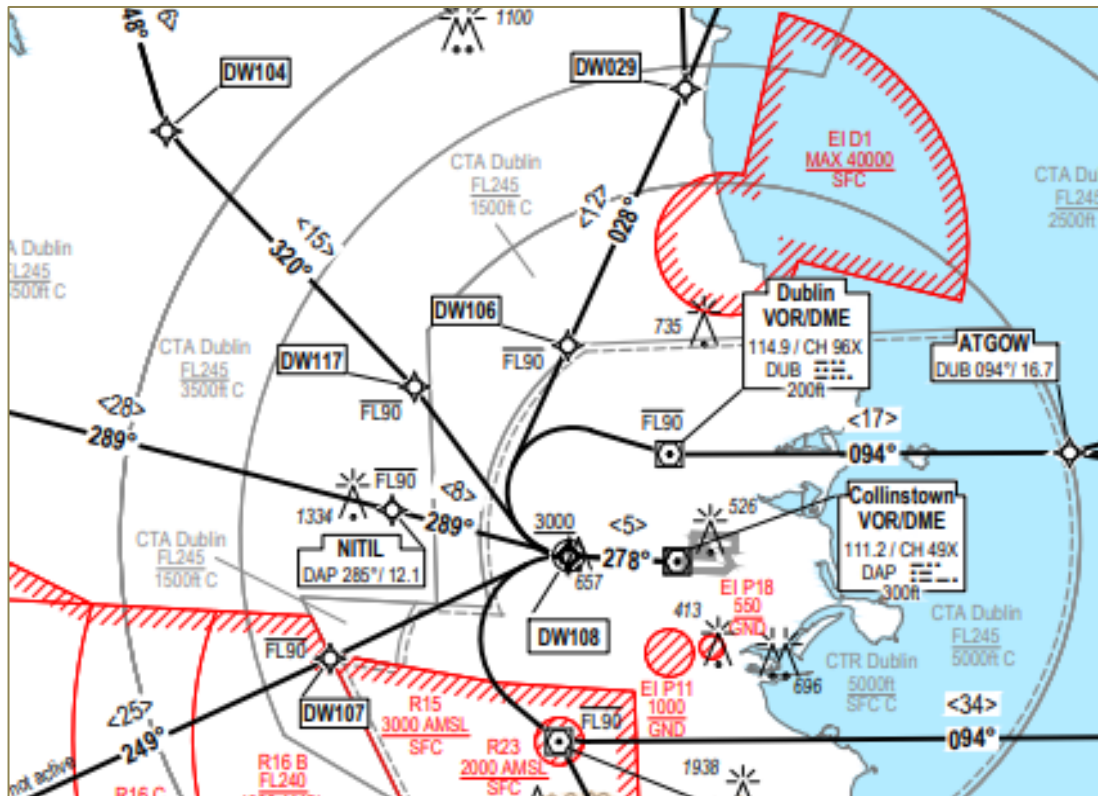 1100
48°
DW104
DW029
EI D1
MAX 40000
SFC
CTA Dublin
FL245
1500ft C
CTA Du
FL245
2500ft C
<12>
028°
<15>
320°
A Dublin
FL245
500ft C
DW106
FL90
735
Dublin
VOR/DME
114.9 / CH 96X
DUB
200ft
ATGOW
DUB 094°/ 16.7
CTA Dublin
FL245
3500ft C
DW117
FL90
<28>
289°
FL90
<17>
094°
FL90
1334
<8>
289°
3000
<5>
278°
526
Collinstown
VOR/DME
111.2 / CH 49X
DAP
300ft
NITIL
DAP 285°/ 12.1
CTA Dublin
FL245
1500ft C
657
EI P18
550
GND
413
DW108
CTA Dublin
FL245
5000ft C
FL90
CTR Dublin
5000ft
SFC C
696
EI P11
1000
GND
DW107
<25>
249°
R15
3000 AMSL
SFC
FL90
<34>
094°
R23
2000 AMSL
SFC
R16 B
FL240
1938
not active
R16 C